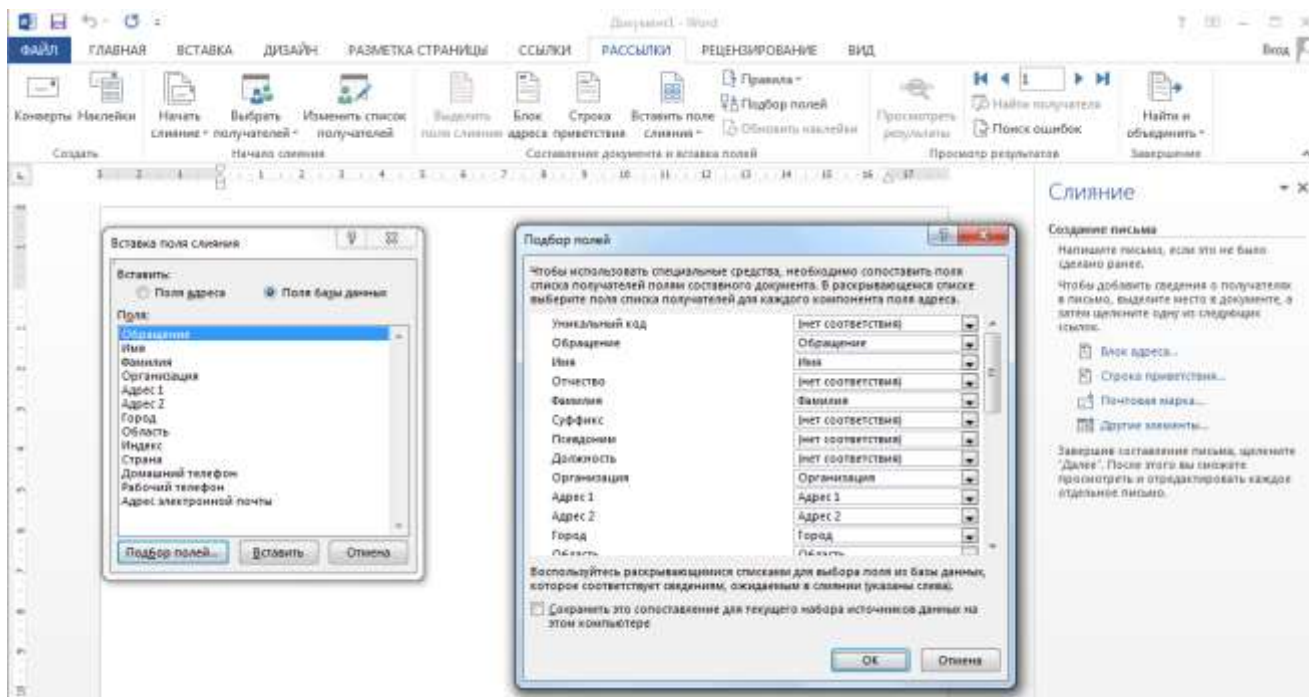 Документ1 - Word
ФАЙЛ ГЛАВНАЯ ВСТАВКА ДИЗАЙН РАЗМЕТКА СТРАНИЦЫ ССЫЛКИ РАССЫЛКИ РЕЦЕНЗИРОВАНИЕ ВИД Вход
Конверты Наклейки
Создать
Начать слияние
Выбрать получателей
Изменить список получателей
Начало слияния
Выделить поля слияния
Блок адреса
Строка приветствия
Вставить поле слияния
Правила
Подбор полей
Обновить наклейки
Составление документа и вставка полей
Просмотреть результаты
1
Найти получателя
Поиск ошибок
Просмотр результатов
Найти и объединить
Завершение
Вставка поля слияния
Вставить:
Поля адреса Поля базы данных
Поля:
Обращение
Имя
Фамилия
Организация
Адрес 1
Адрес 2
Город
Область
Индекс
Страна
Домашний телефон
Рабочий телефон
Адрес электронной почты
Подбор полей... Вставить Отмена
Подбор полей
Чтобы использовать специальные средства, необходимо сопоставить поля
списка получателей полям составного документа. В раскрывающемся списке
выберите поля списка получателей для каждого компонента поля адреса.
Уникальный код (нет соответствия)
Обращение Обращение
Имя Имя
Отчество (нет соответствия)
Фамилия Фамилия
Суффикс (нет соответствия)
Псевдоним (нет соответствия)
Должность (нет соответствия)
Организация Организация
Адрес 1 Адрес 1
Адрес 2 Адрес 2
Город Город
Область Область
Воспользуйтесь раскрывающимися списками для выбора поля из базы данных,
которое соответствует сведениям, ожидаемым в слиянии (указаны слева).
Сохранить это сопоставление для текущего набора источников данных на
этом компьютере
ОК Отмена
Слияние
Создание письма
Напишите письмо, если это не было
сделано ранее.
Чтобы добавить сведения о получателях
в письмо, выделите место в документе, а
затем щелкните одну из следующих
ссылок.
Блок адреса...
Строка приветствия...
Почтовая марка...
Другие элементы...
Завершив составление письма, щелкните
"Далее". После этого вы сможете
просмотреть и отредактировать каждое
отдельное письмо.